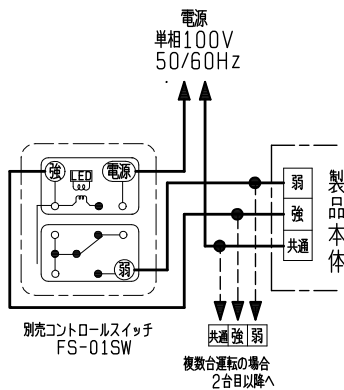 電源
単相100V
50/60Hz
強
LED
電源
弱
弱
強
共通
製品本体
別売コントロールスイッチ
FS-01SW
共通 強 弱
複数台運転の場合
2台目以降へ